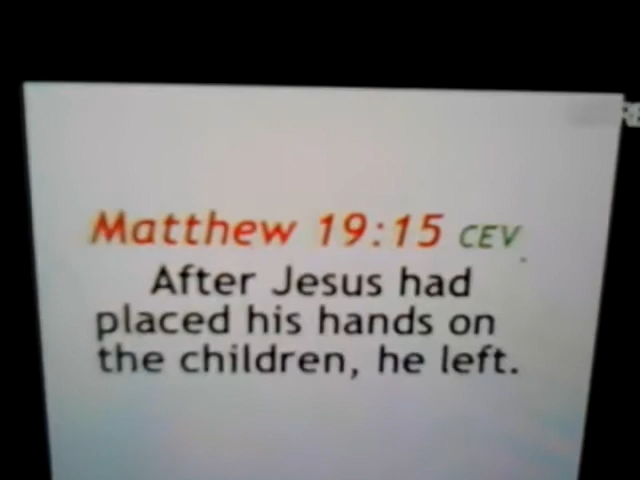 Matthew 19:15 CEV
After Jesus had
placed his hands on
the children, he left.